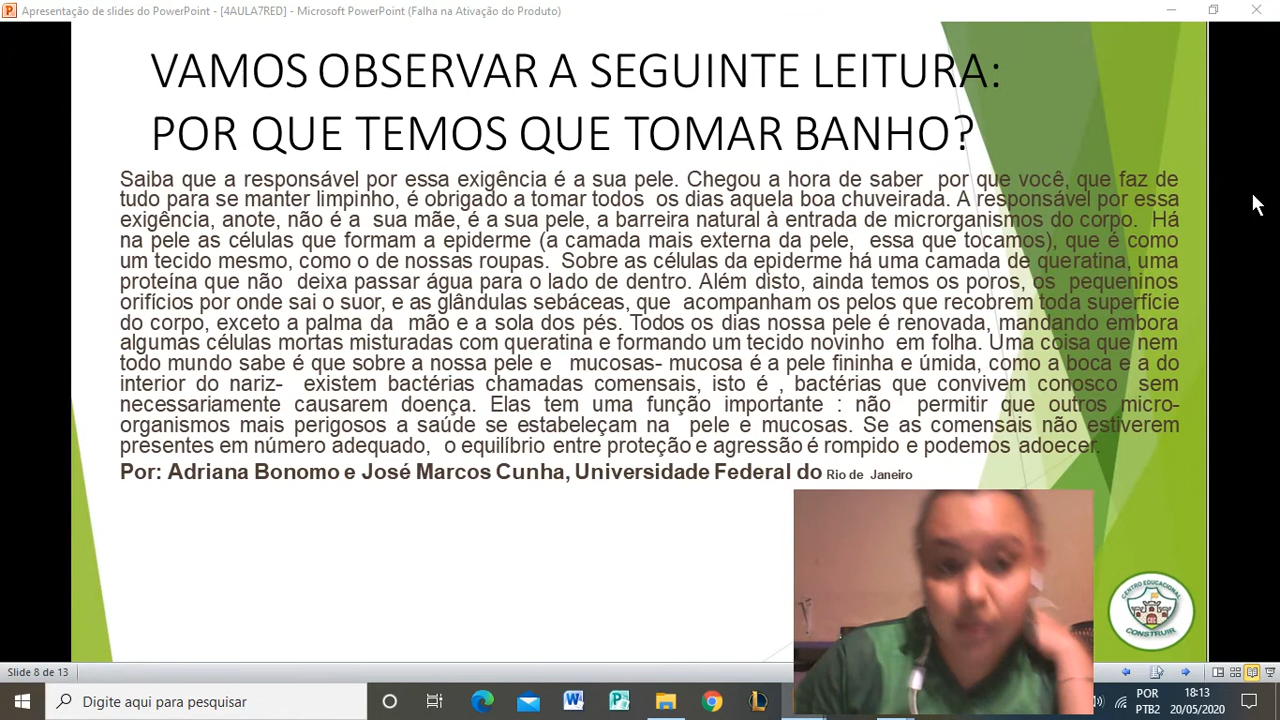 Apresentação de slides do PowerPoint - [4AULA7RED] - Microsoft PowerPoint (Falha na Ativação do Produto)
VAMOS OBSERVAR A SEGUINTE LEITURA:
POR QUE TEMOS QUE TOMAR BANHO?
Saiba que a responsável por essa exigência é a sua pele. Chegou a hora de saber por que você, que faz de
tudo para se manter limpinho, é obrigado a tomar todos os dias aquela boa chuveirada. A responsável por essa
exigência, anote, não é a sua mãe, é a sua pele, a barreira natural à entrada de microrganismos do corpo. Há
na pele as células que formam a epiderme (a camada mais externa da pele, essa que tocamos), que é como
um tecido mesmo, como o de nossas roupas. Sobre as células da epiderme há uma camada de queratina, uma
proteína que não deixa passar água para o lado de dentro. Além disto, ainda temos os poros, os pequeninos
orifícios por onde sai o suor, e as glândulas sebáceas, que acompanham os pelos que recobrem toda superfície
do corpo, exceto a palma da mão e a sola dos pés. Todos os dias nossa pele é renovada, mandando embora
algumas células mortas misturadas com queratina e formando um tecido novinho em folha. Uma coisa que nem
todo mundo sabe é que sobre a nossa pele e mucosas- mucosa é a pele fininha e úmida, como a boca e a do
interior do nariz- existem bactérias chamadas comensais, isto é , bactérias que convivem conosco sem
necessariamente causarem doença. Elas tem uma função importante : não permitir que outros micro-
organismos mais perigosos a saúde se estabeleçam na pele e mucosas. Se as comensais não estiverem
presentes em número adequado, o equilíbrio entre proteção e agressão é rompido e podemos adoecer.
Por: Adriana Bonomo e José Marcos Cunha, Universidade Federal do Rio de Janeiro
CENTRO EDUCACIONAL
CEC
CONSTRUIR
Slide 8 de 13
Digite aqui para pesquisar
POR
PTB2
18:13
20/05/2020